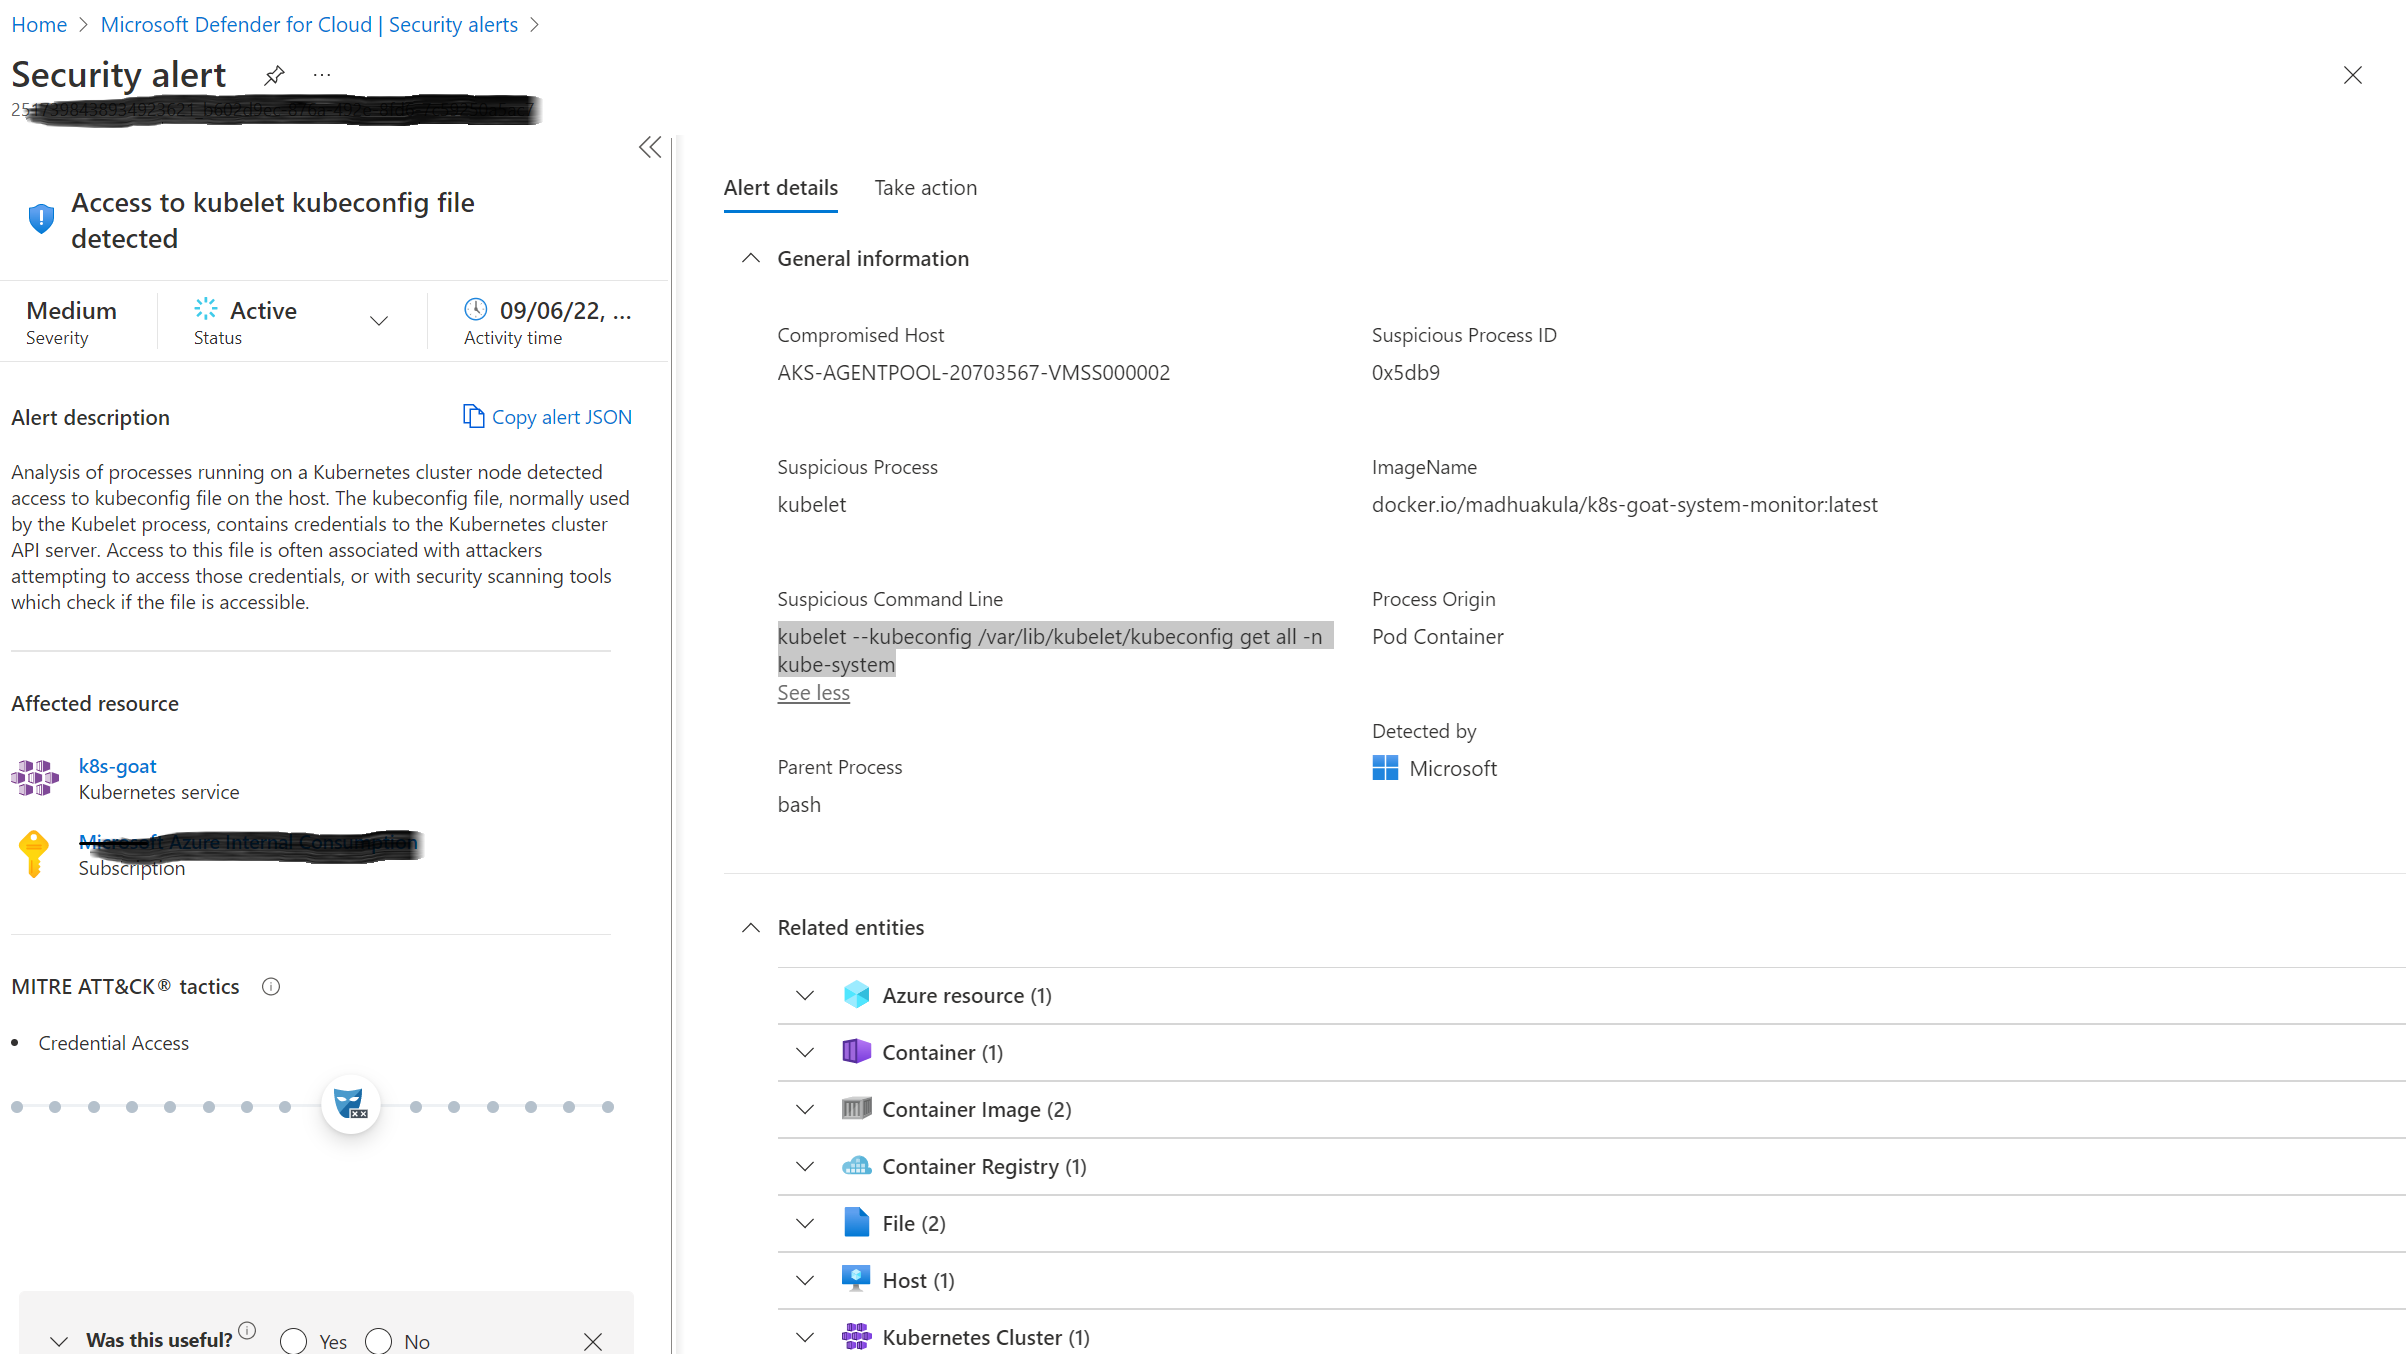 Home > Microsoft Defender for Cloud | Security alerts >
Security alert ...
Access to kubelet kubeconfig file
detected
Medium
Severity
Active
Status
09/06/22, ...
Activity time
Alert description
Copy alert JSON
Analysis of processes running on a Kubernetes cluster node detected
access to kubeconfig file on the host. The kubeconfig file, normally used
by the Kubelet process, contains credentials to the Kubernetes cluster
API server. Access to this file is often associated with attackers
attempting to access those credentials, or with security scanning tools
which check if the file is accessible.
Affected resource
k8s-goat
Kubernetes service
Subscription
MITRE ATT&CK® tactics
• Credential Access
Was this useful? Yes No
Alert details
Take action
General information
Compromised Host
AKS-AGENTPOOL-20703567-VMSS000002
Suspicious Process ID
0x5db9
Suspicious Process
kubelet
ImageName
docker.io/madhuakula/k8s-goat-system-monitor:latest
Suspicious Command Line
kubelet --kubeconfig /var/lib/kubelet/kubeconfig get all -n
kube-system
See less
Process Origin
Pod Container
Parent Process
bash
Detected by
Microsoft
Related entities
Azure resource (1)
Container (1)
Container Image (2)
Container Registry (1)
File (2)
Host (1)
Kubernetes Cluster (1)